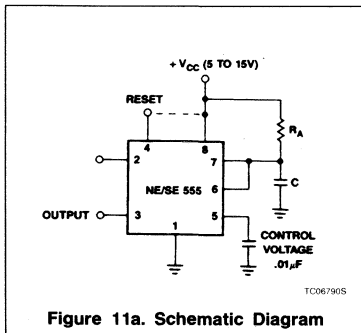 + VCC (5 TO 15V)
RESET
RA
4
8
2
7
NE/SE 555
C
6
OUTPUT
3
5
1
CONTROL
VOLTAGE
.01µF
TC06790S
Figure 11a. Schematic Diagram